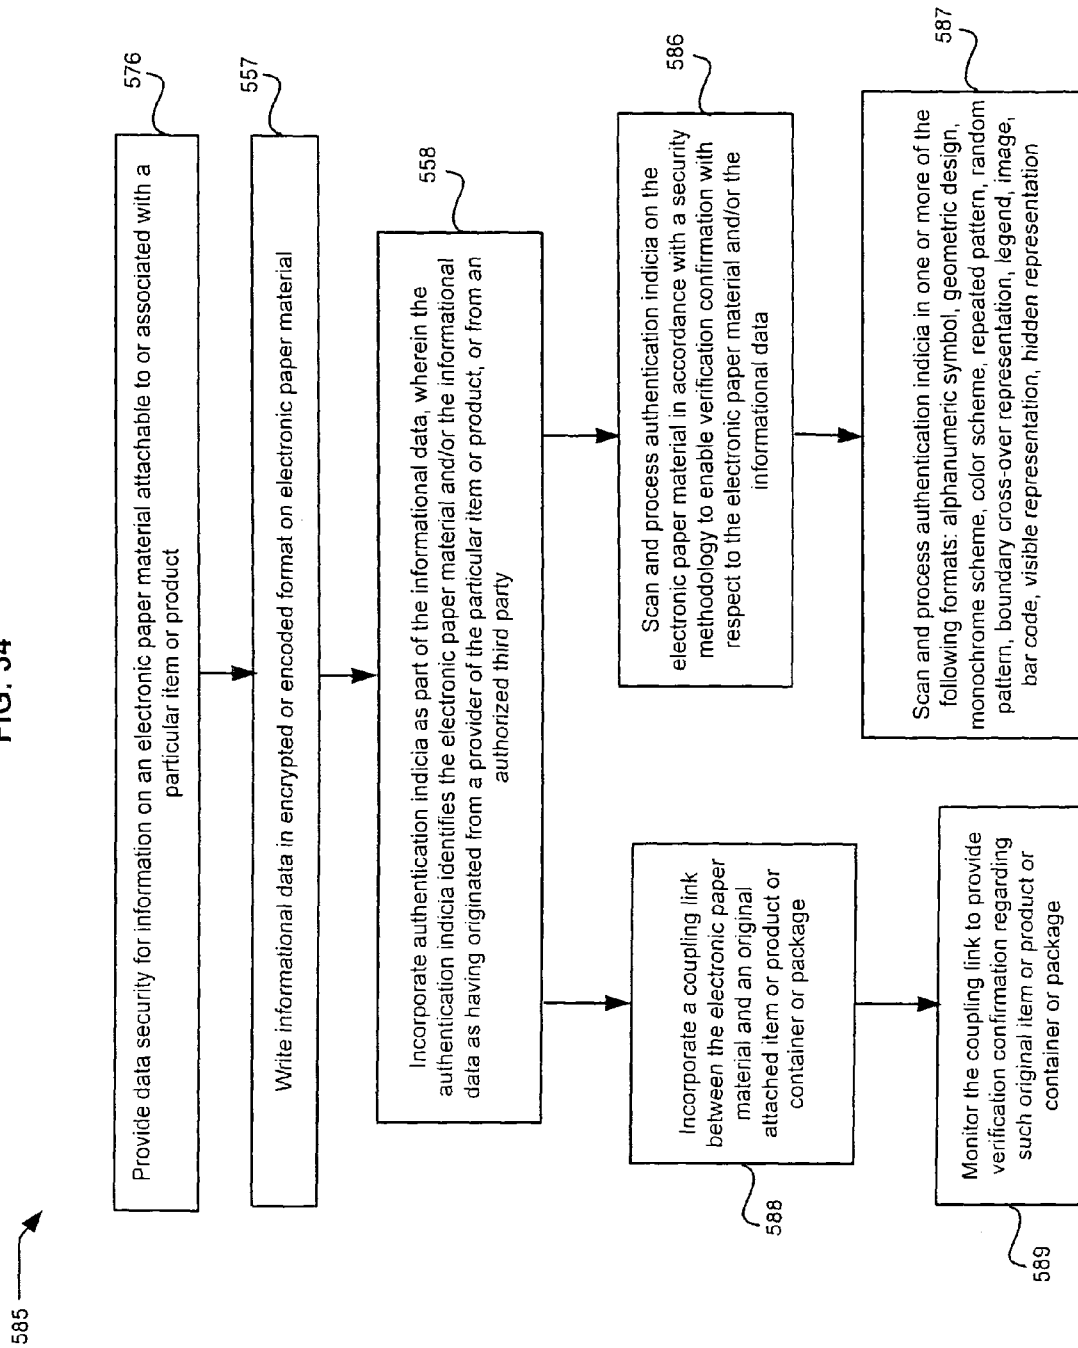 FIG. 34
585
576
Provide data security for information on an electronic paper material attachable to or associated with a
particular item or product
557
Write informational data in encrypted or encoded format on electronic paper material
558
Incorporate authentication indicia as part of the informational data, wherein the
authentication indicia identifies the electronic paper material and/or the informational
data as having originated from a provider of the particular item or product, or from an
authorized third party
588
Incorporate a coupling link
between the electronic paper
material and an original
attached item or product or
container or package
586
Scan and process authentication indicia on the
electronic paper material in accordance with a security
methodology to enable verification confirmation with
respect to the electronic paper material and/or the
informational data
589
Monitor the coupling link to provide
verification confirmation regarding
such original item or product or
container or package
587
Scan and process authentication indicia in one or more of the
following formats: alphanumeric symbol, geometric design,
monochrome scheme, color scheme, repeated pattern, random
pattern, boundary cross-over representation, legend, image,
bar code, visible representation, hidden representation